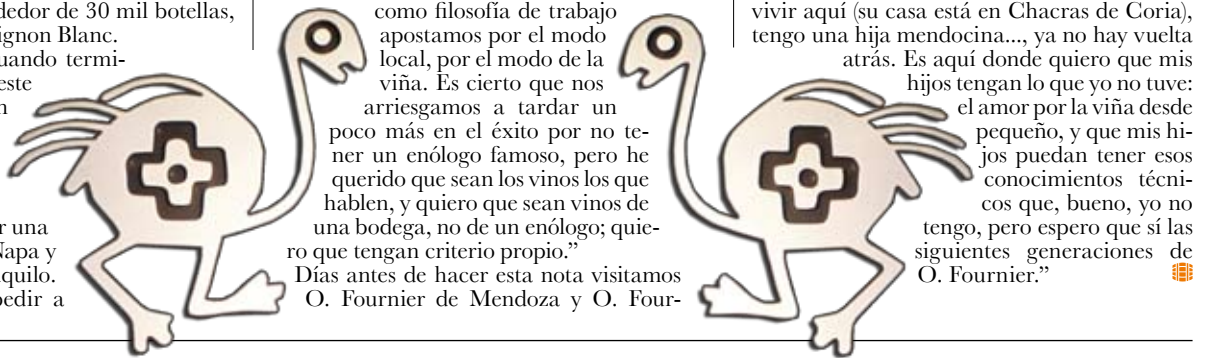 dedor de 30 mil botellas,
ignon Blanc.
uando termi-
este
n
r una
Napa y
quilo.
pedir a
como filosofía de trabajo
apostamos por el modo
local, por el modo de la
viña. Es cierto que nos
arriesgamos a tardar un
poco más en el éxito por no te-
ner un enólogo famoso, pero he
querido que sean los vinos los que
hablen, y quiero que sean vinos de
una bodega, no de un enólogo; quie-
ro que tengan criterio propio.”
Días antes de hacer esta nota visitamos
O. Fournier de Mendoza y O. Four-
vivir aquí (su casa está en Chacras de Coria),
tengo una hija mendocina..., ya no hay vuelta
atrás. Es aquí donde quiero que mis
hijos tengan lo que yo no tuve:
el amor por la viña desde
pequeño, y que mis hi-
jos puedan tener esos
conocimientos técni-
cos que, bueno, yo no
tengo, pero espero que sí las
siguientes generaciones de
O. Fournier.”